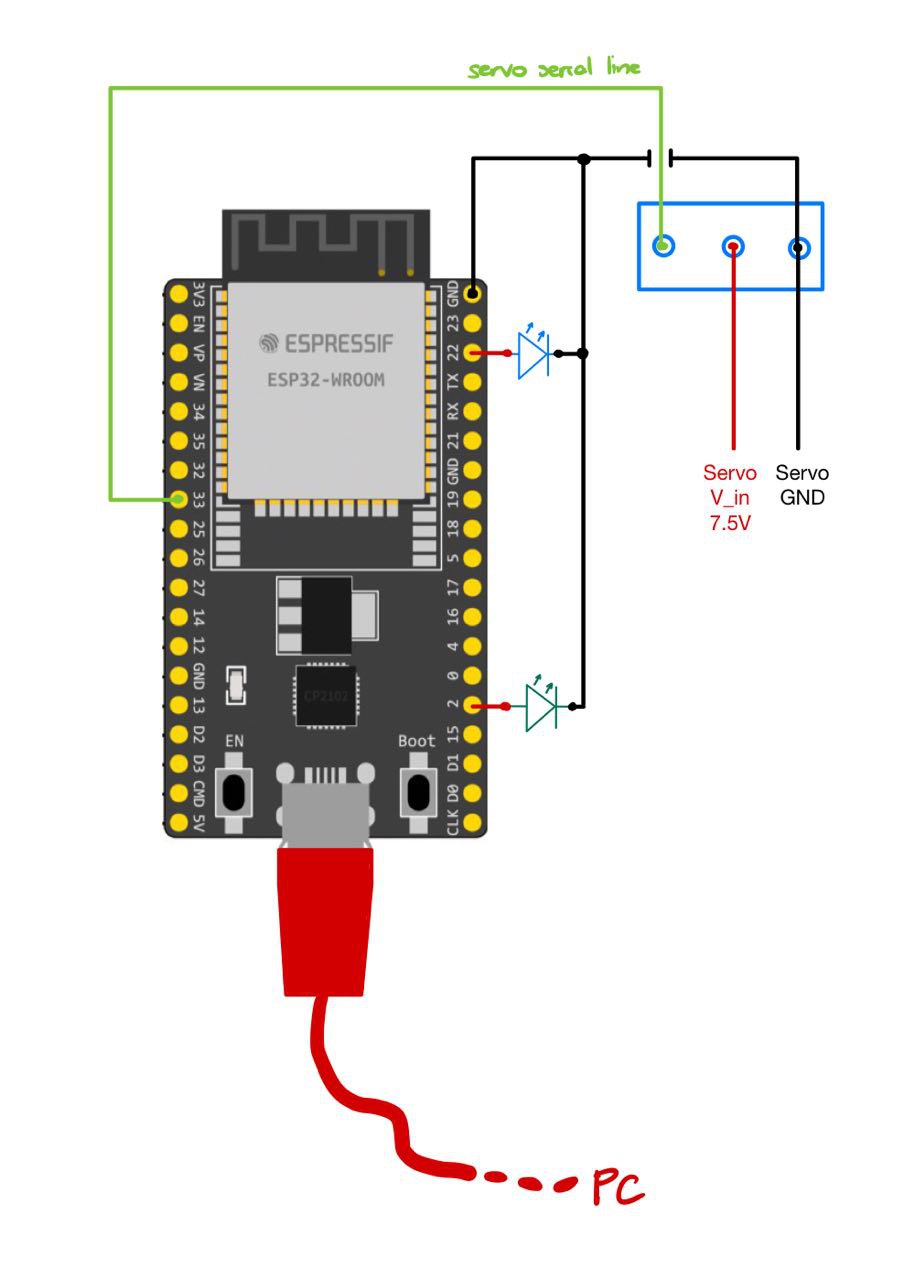 servo serial line
ESPRESSIF
ESP32-WROOM
3V3
EN
VP
VN
34
35
32
33
25
26
27
14
12
GND
13
D2
D3
CMD
5V
GND
23
22
TX
RX
21
GND
19
18
5
17
16
4
0
2
15
D1
D0
CLK
Servo
V_in
7.5V
Servo
GND
CP2102
EN
Boot
PC